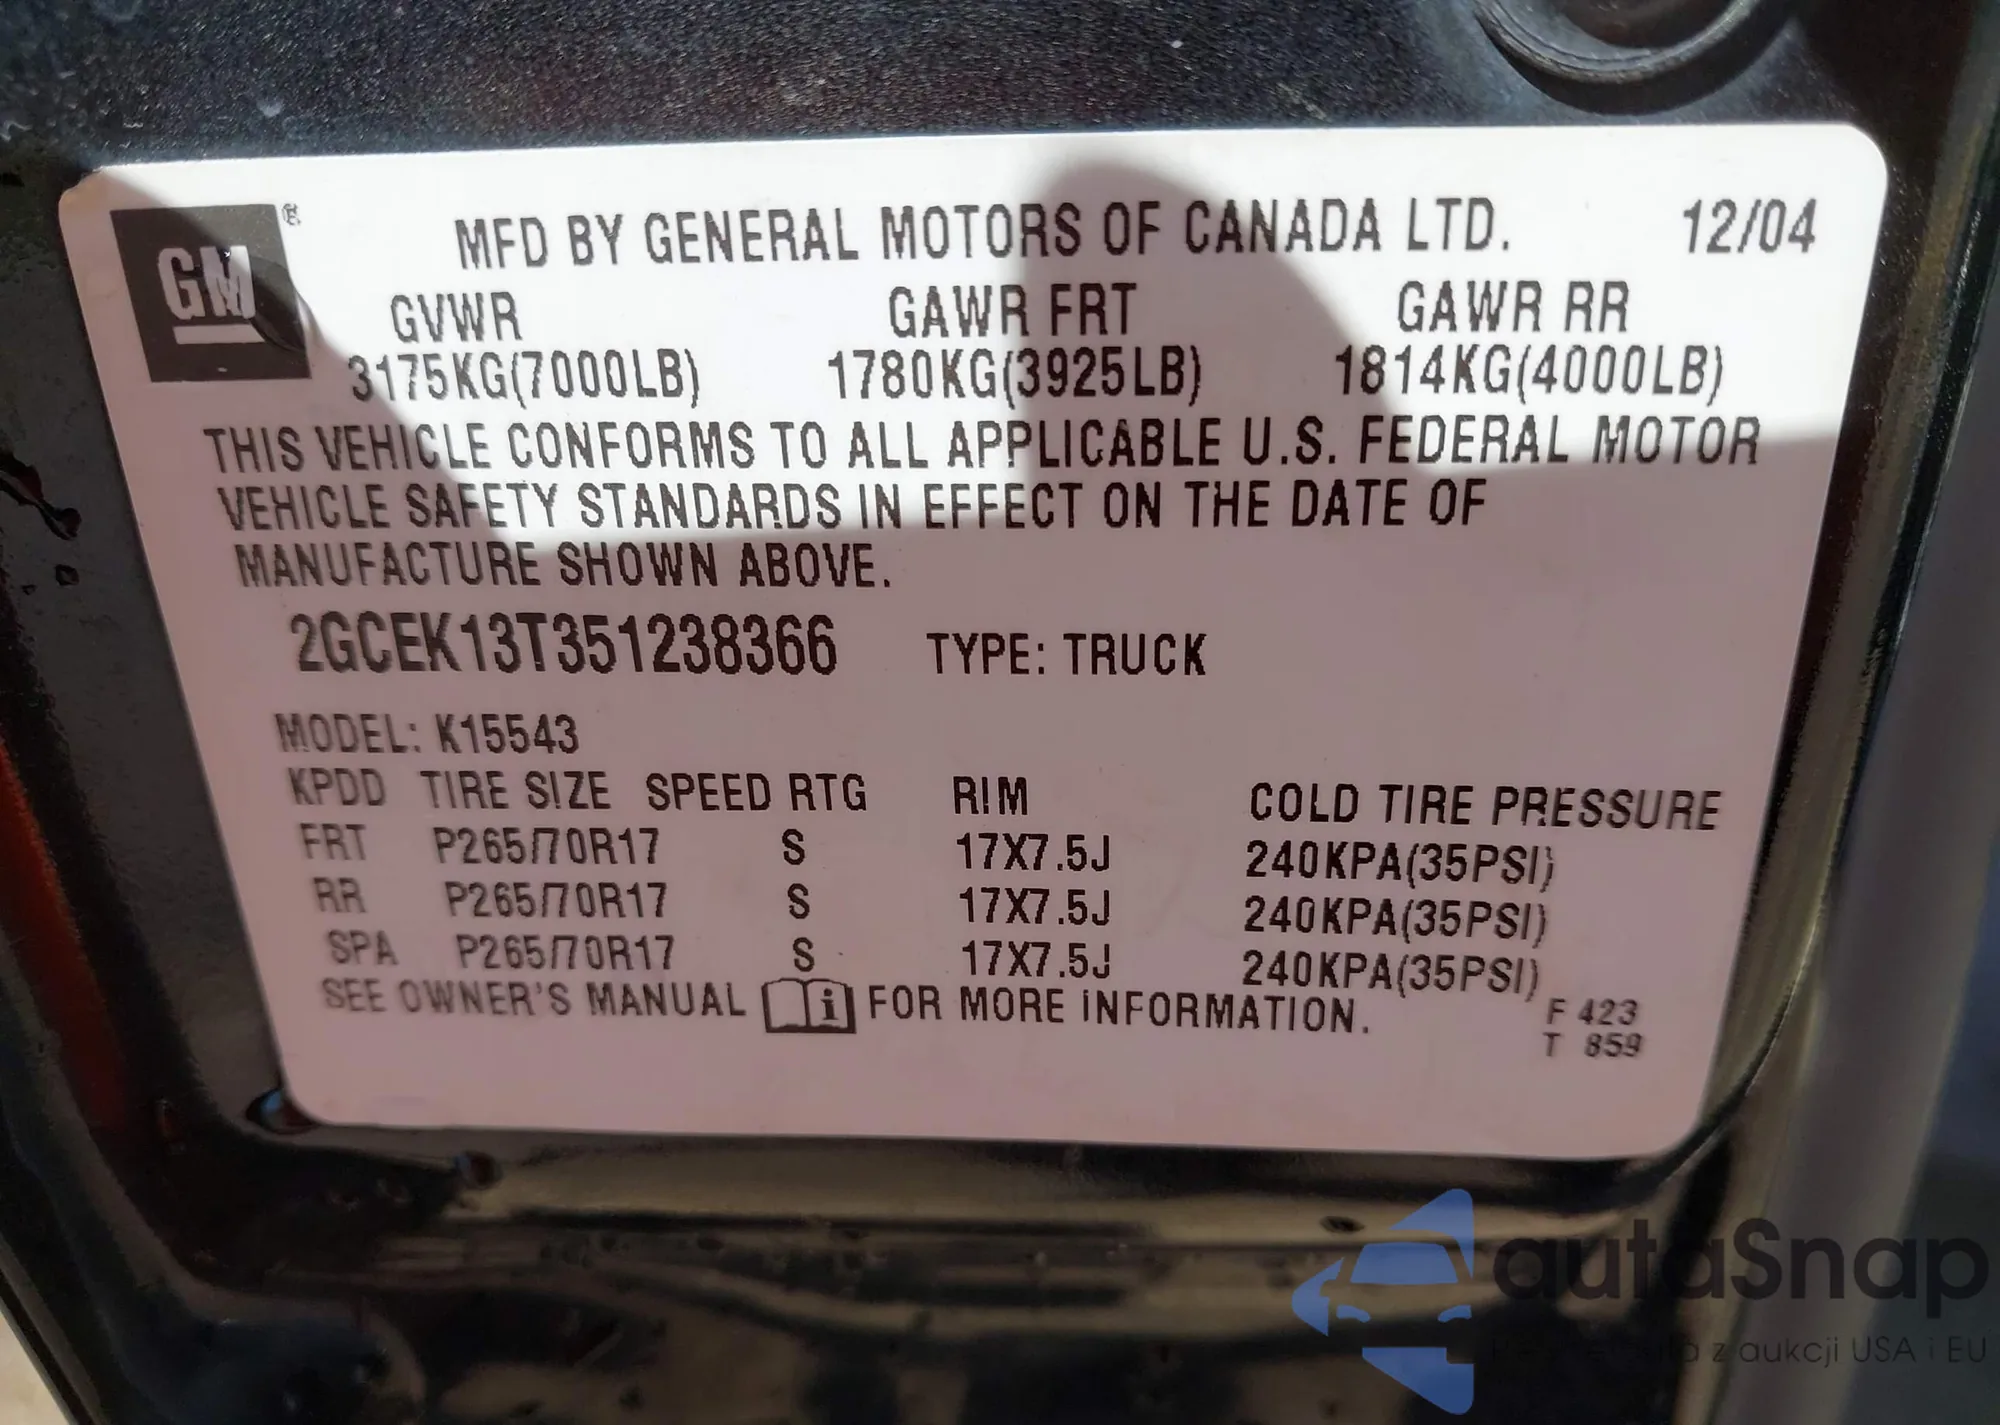 GM ®
MFD BY GENERAL MOTORS OF CANADA LTD. 12/04
GVWR GAWR FRT GAWR RR
3175KG(7000LB) 1780KG(3925LB) 1814KG(4000LB)
THIS VEHICLE CONFORMS TO ALL APPLICABLE U.S. FEDERAL MOTOR
VEHICLE SAFETY STANDARDS IN EFFECT ON THE DATE OF
MANUFACTURE SHOWN ABOVE.
2GCEK13T351238366 TYPE: TRUCK
MODEL: K15543
KPDD TIRE SIZE SPEED RTG RIM COLD TIRE PRESSURE
FRT P265/70R17 S 17X7.5J 240KPA(35PSI)
RR P265/70R17 S 17X7.5J 240KPA(35PSI)
SPA P265/70R17 S 17X7.5J 240KPA(35PSI)
SEE OWNER'S MANUAL i FOR MORE INFORMATION.
F 423
T 859
autaSnap
z aukcji USA i EU